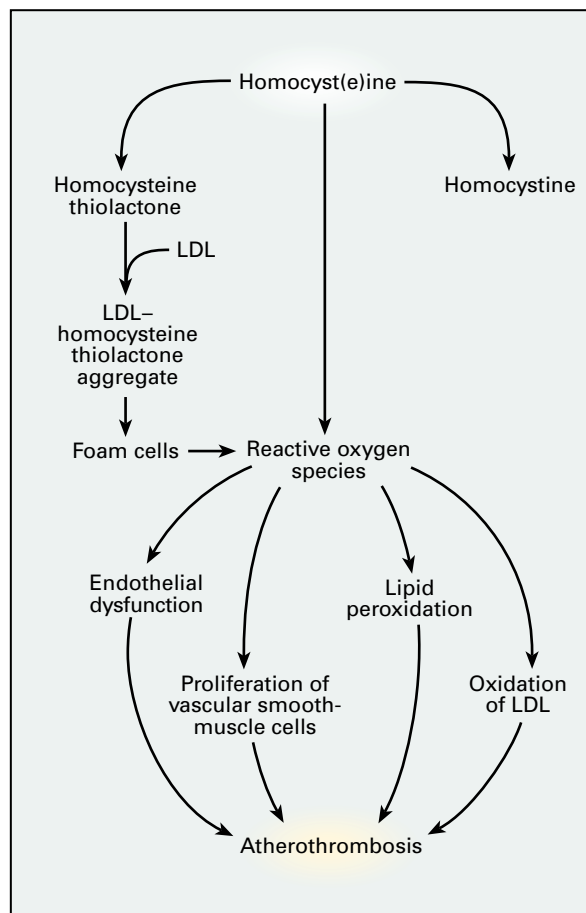 Homocyst(e)ine
Homocysteine
thiolactone
Homocystine
LDL
LDL–
homocysteine
thiolactone
aggregate
Foam cells
Reactive oxygen
species
Endothelial
dysfunction
Lipid
peroxidation
Proliferation of
vascular smooth-
muscle cells
Oxidation
of LDL
Atherothrombosis